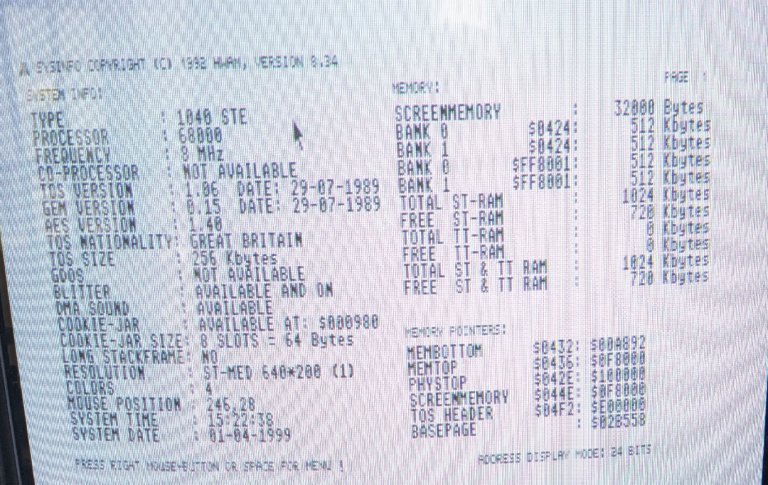 SYSINFO COPYRIGHT (C) 1992 HWAM, VERSION 8.34
PAGE
SYSTEM INFO:
TYPE : 1040 STE
PROCESSOR : 68000
FREQUENCY : 8 MHz
CO-PROCESSOR : NOT AVAILABLE
TOS VERSION : 1.06 DATE: 29-07-1989
GEM VERSION : 0.15 DATE: 29-07-1989
AES VERSION : 1.40
TOS NATIONALITY: GREAT BRITAIN
TOS SIZE : 256 Kbytes
GDOS : NOT AVAILABLE
BLITTER : AVAILABLE AND ON
DMA SOUND : AVAILABLE
COOKIE-JAR : AVAILABLE AT: $000980
COOKIE-JAR SIZE: 8 SLOTS = 64 Bytes
LONG STACKFRAME: NO
RESOLUTION : ST-MED 640*200 (1)
COLORS : 4
MOUSE POSITION : 246,28
SYSTEM TIME : 15:22:38
SYSTEM DATE : 01-04-1999
MEMORY:
SCREENMEMORY : 32000 Bytes
BANK 0 $0424: 512 Kbytes
BANK 1 $0424: 512 Kbytes
BANK 0 $FF8001: 512 Kbytes
BANK 1 $FF8001: 512 Kbytes
TOTAL ST-RAM : 1024 Kbytes
FREE ST-RAM : 720 Kbytes
TOTAL TT-RAM : 0 Kbytes
FREE TT-RAM : 0 Kbytes
TOTAL ST & TT RAM : 1024 Kbytes
FREE ST & TT RAM : 720 Kbytes
MEMORY POINTERS:
MEMBOTTOM $0432: $00A892
MEMTOP $0436: $0F8000
PHYSTOP $042E: $100000
SCREENMEMORY $044E: $0F8000
TOS HEADER $04F2: $E00000
BASEPAGE : $02B558
PRESS RIGHT MOUSE-BUTTON OR SPACE FOR MENU !
ADDRESS DISPLAY MODE: 24 BITS